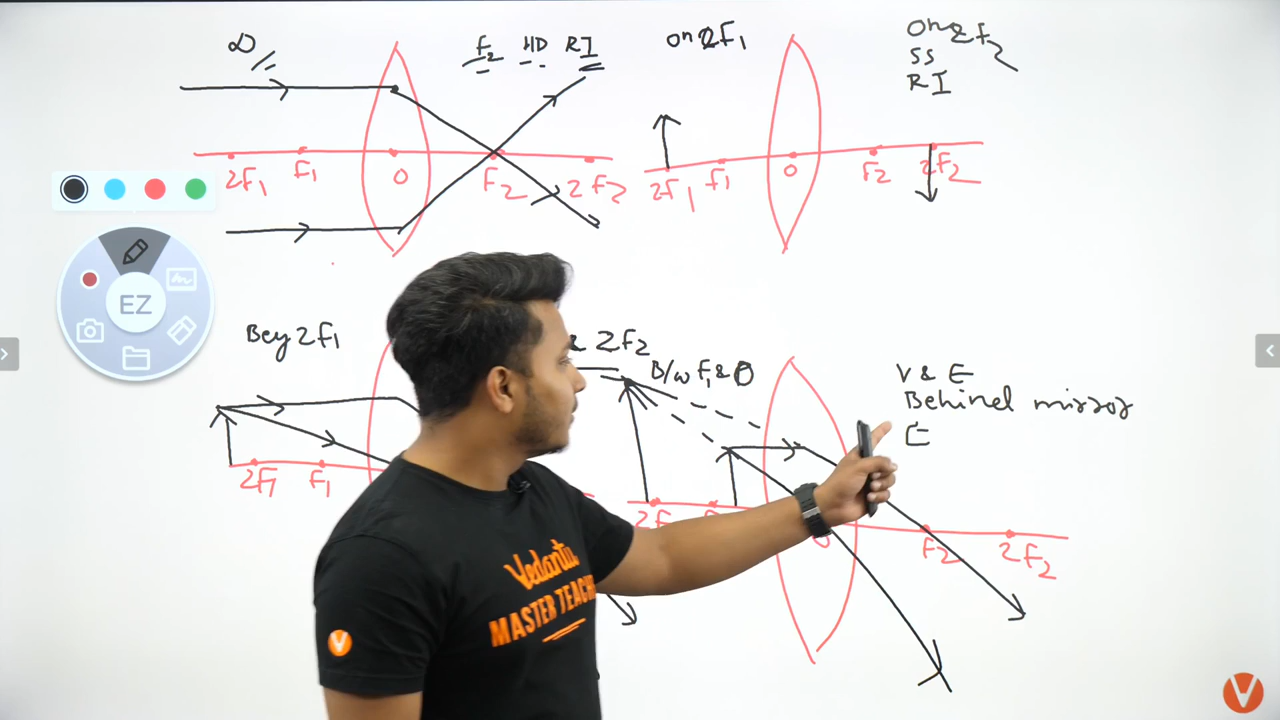 ∞
F2 HD RI
2F1 F1 O F2 2F2
On 2F1
On 2F2
SS
RI
2F1 F1 O F2 2F2
EZ
Bey 2F1
& 2F2
2F1 F1
B/w F1 & O
V & E
Behind mirror
E
2F
F2 2F2
Vedantu
MASTER TEACHE